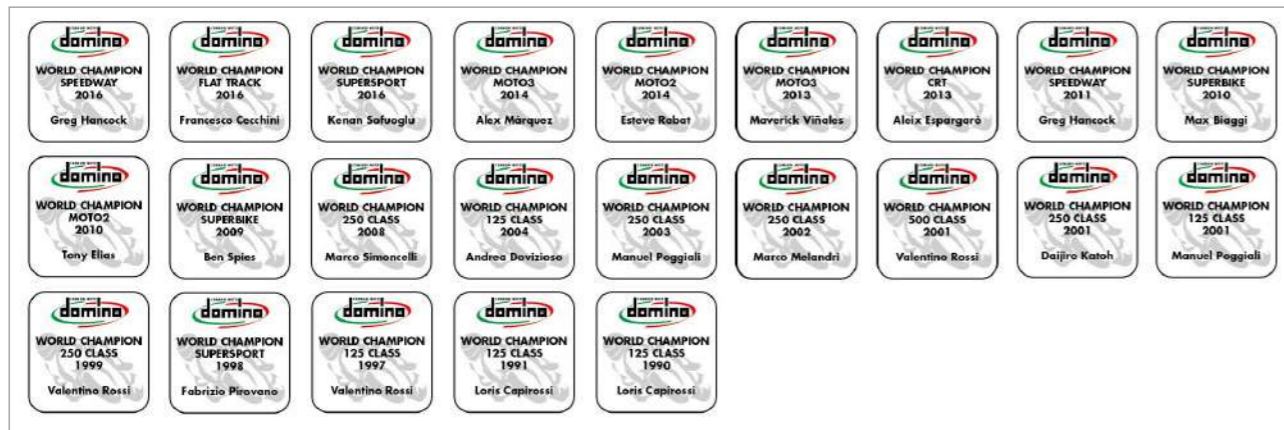 domino
WORLD CHAMPION
SPEEDWAY
2016
Greg Hancock
domino
WORLD CHAMPION
FLAT TRACK
2016
Francesco Cecchini
domino
WORLD CHAMPION
SUPERSPORT
2016
Kenan Sofuoglu
domino
WORLD CHAMPION
MOTO3
2014
Alex Márquez
domino
WORLD CHAMPION
MOTO2
2014
Esteve Rabat
domino
WORLD CHAMPION
MOTO3
2013
Maverick Viñales
domino
WORLD CHAMPION
CRT
2013
Aleix Espargarò
domino
WORLD CHAMPION
SPEEDWAY
2011
Greg Hancock
domino
WORLD CHAMPION
SUPERBIKE
2010
Max Biaggi
domino
WORLD CHAMPION
MOTO2
2010
Tony Elias
domino
WORLD CHAMPION
SUPERBIKE
2009
Ben Spies
domino
WORLD CHAMPION
250 CLASS
2008
Marco Simoncelli
domino
WORLD CHAMPION
125 CLASS
2004
Andrea Dovizioso
domino
WORLD CHAMPION
250 CLASS
2003
Manuel Poggiali
domino
WORLD CHAMPION
250 CLASS
2002
Marco Melandri
domino
WORLD CHAMPION
500 CLASS
2001
Valentino Rossi
domino
WORLD CHAMPION
250 CLASS
2001
Daijiro Katoh
domino
WORLD CHAMPION
125 CLASS
2001
Manuel Poggiali
domino
WORLD CHAMPION
250 CLASS
1999
Valentino Rossi
domino
WORLD CHAMPION
SUPERSPORT
1998
Fabrizio Pirovano
domino
WORLD CHAMPION
125 CLASS
1997
Valentino Rossi
domino
WORLD CHAMPION
125 CLASS
1991
Loris Capirossi
domino
WORLD CHAMPION
125 CLASS
1990
Loris Capirossi